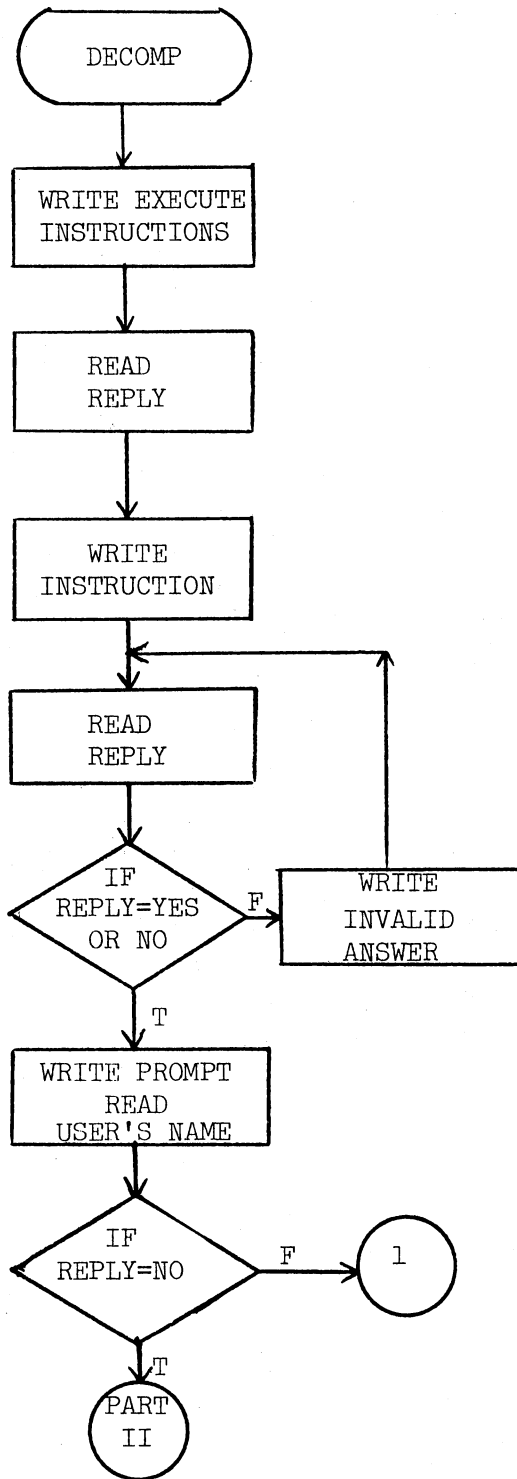 DECOMP
WRITE EXECUTE
INSTRUCTIONS
READ
REPLY
WRITE
INSTRUCTION
READ
REPLY
IF
REPLY=YES
OR NO
F
WRITE
INVALID
ANSWER
T
WRITE PROMPT
READ
USER'S NAME
IF
REPLY=NO
F
1
T
PART
II